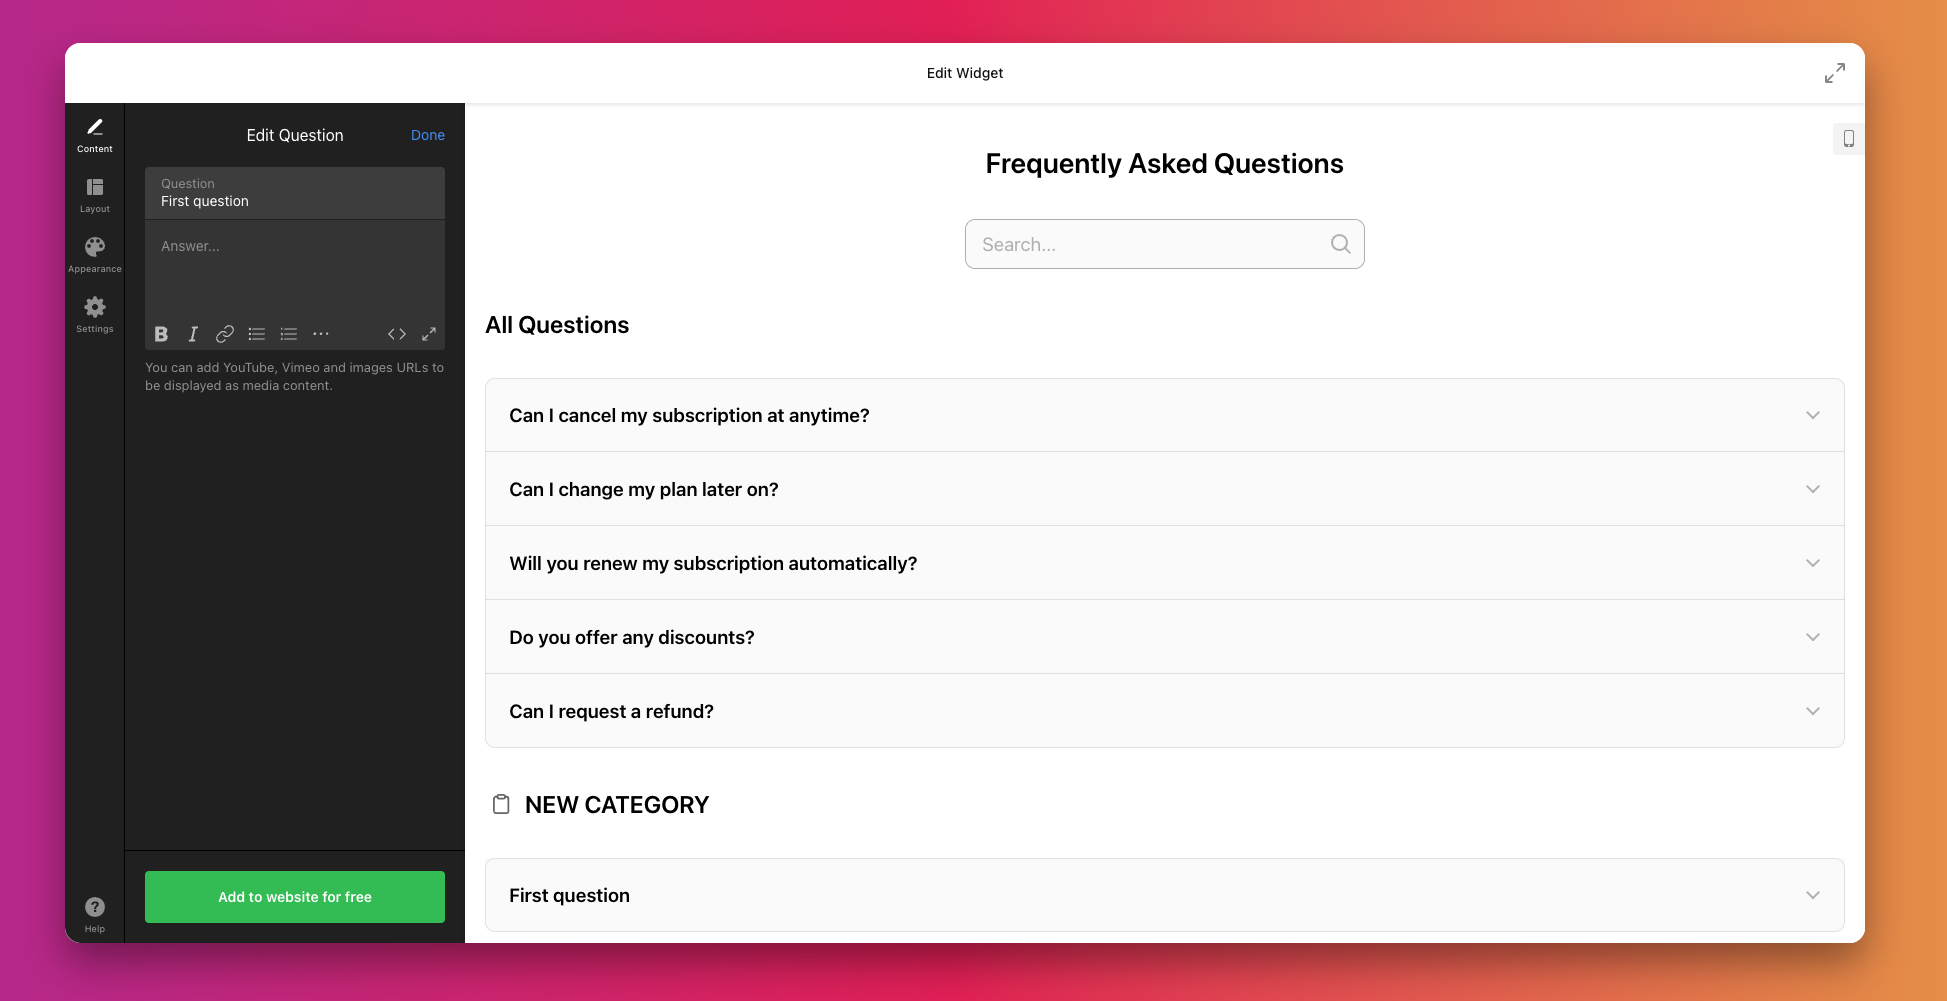 Edit Widget
Content
Layout
Appearance
Settings
Help
Edit Question
Done
Question
First question
Answer...
B I
You can add YouTube, Vimeo and images URLs to
be displayed as media content.
Add to website for free
Frequently Asked Questions
Search...
All Questions
Can I cancel my subscription at anytime?
Can I change my plan later on?
Will you renew my subscription automatically?
Do you offer any discounts?
Can I request a refund?
NEW CATEGORY
First question